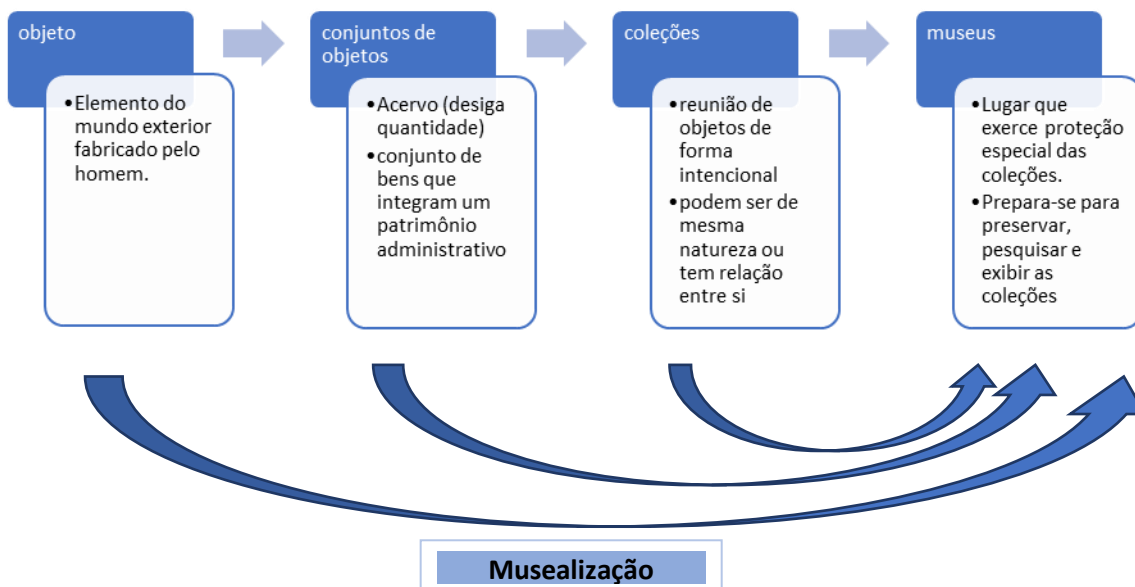 objeto
•Elemento do
mundo exterior
fabricado pelo
homem.
conjuntos de
objetos
•Acervo (desiga
quantidade)
•conjunto de
bens que
integram um
patrimônio
administrativo
coleções
•reunião de
objetos de
forma
intencional
•podem ser de
mesma
natureza ou
tem relação
entre si
museus
•Lugar que
exerce proteção
especial das
coleções.
•Prepara-se para
preservar,
pesquisar e
exibir as
coleções
Musealização